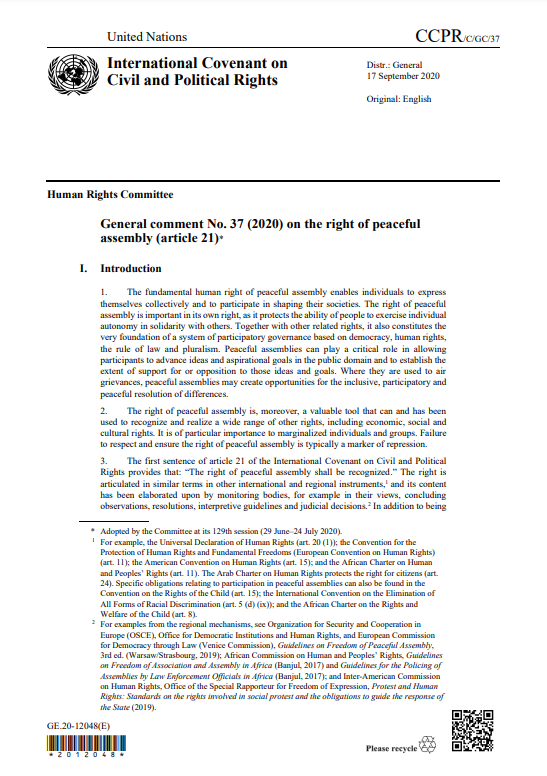 United Nations
CCPR/C/GC/37
International Covenant on
Civil and Political Rights
Distr.: General
17 September 2020
Original: English
Human Rights Committee
General comment No. 37 (2020) on the right of peaceful
assembly (article 21)*
I. Introduction
1. The fundamental human right of peaceful assembly enables individuals to express
themselves collectively and to participate in shaping their societies. The right of peaceful
assembly is important in its own right, as it protects the ability of people to exercise individual
autonomy in solidarity with others. Together with other related rights, it also constitutes the
very foundation of a system of participatory governance based on democracy, human rights,
the rule of law and pluralism. Peaceful assemblies can play a critical role in allowing
participants to advance ideas and aspirational goals in the public domain and to establish the
extent of support for or opposition to those ideas and goals. Where they are used to air
grievances, peaceful assemblies may create opportunities for the inclusive, participatory and
peaceful resolution of differences.
2. The right of peaceful assembly is, moreover, a valuable tool that can and has been
used to recognize and realize a wide range of other rights, including economic, social and
cultural rights. It is of particular importance to marginalized individuals and groups. Failure
to respect and ensure the right of peaceful assembly is typically a marker of repression.
3. The first sentence of article 21 of the International Covenant on Civil and Political
Rights provides that: “The right of peaceful assembly shall be recognized.” The right is
articulated in similar terms in other international and regional instruments,1 and its content
has been elaborated upon by monitoring bodies, for example in their views, concluding
observations, resolutions, interpretive guidelines and judicial decisions.2 In addition to being
* Adopted by the Committee at its 129th session (29 June–24 July 2020).
1 For example, the Universal Declaration of Human Rights (art. 20 (1)); the Convention for the
Protection of Human Rights and Fundamental Freedoms (European Convention on Human Rights)
(art. 11); the American Convention on Human Rights (art. 15); and the African Charter on Human
and Peoples’ Rights (art. 11). The Arab Charter on Human Rights protects the right for citizens (art.
24). Specific obligations relating to participation in peaceful assemblies can also be found in the
Convention on the Rights of the Child (art. 15); the International Convention on the Elimination of
All Forms of Racial Discrimination (art. 5 (d) (ix)); and the African Charter on the Rights and
Welfare of the Child (art. 8).
2 For examples from the regional mechanisms, see Organization for Security and Cooperation in
Europe (OSCE), Office for Democratic Institutions and Human Rights, and European Commission
for Democracy through Law (Venice Commission), Guidelines on Freedom of Peaceful Assembly,
3rd ed. (Warsaw/Strasbourg, 2019); African Commission on Human and Peoples’ Rights, Guidelines
on Freedom of Association and Assembly in Africa (Banjul, 2017) and Guidelines for the Policing of
Assemblies by Law Enforcement Officials in Africa (Banjul, 2017); and Inter-American Commission
on Human Rights, Office of the Special Rapporteur for Freedom of Expression, Protest and Human
Rights: Standards on the rights involved in social protest and the obligations to guide the response of
the State (2019).
GE.20-12048(E)
*2012048*
Please recycle